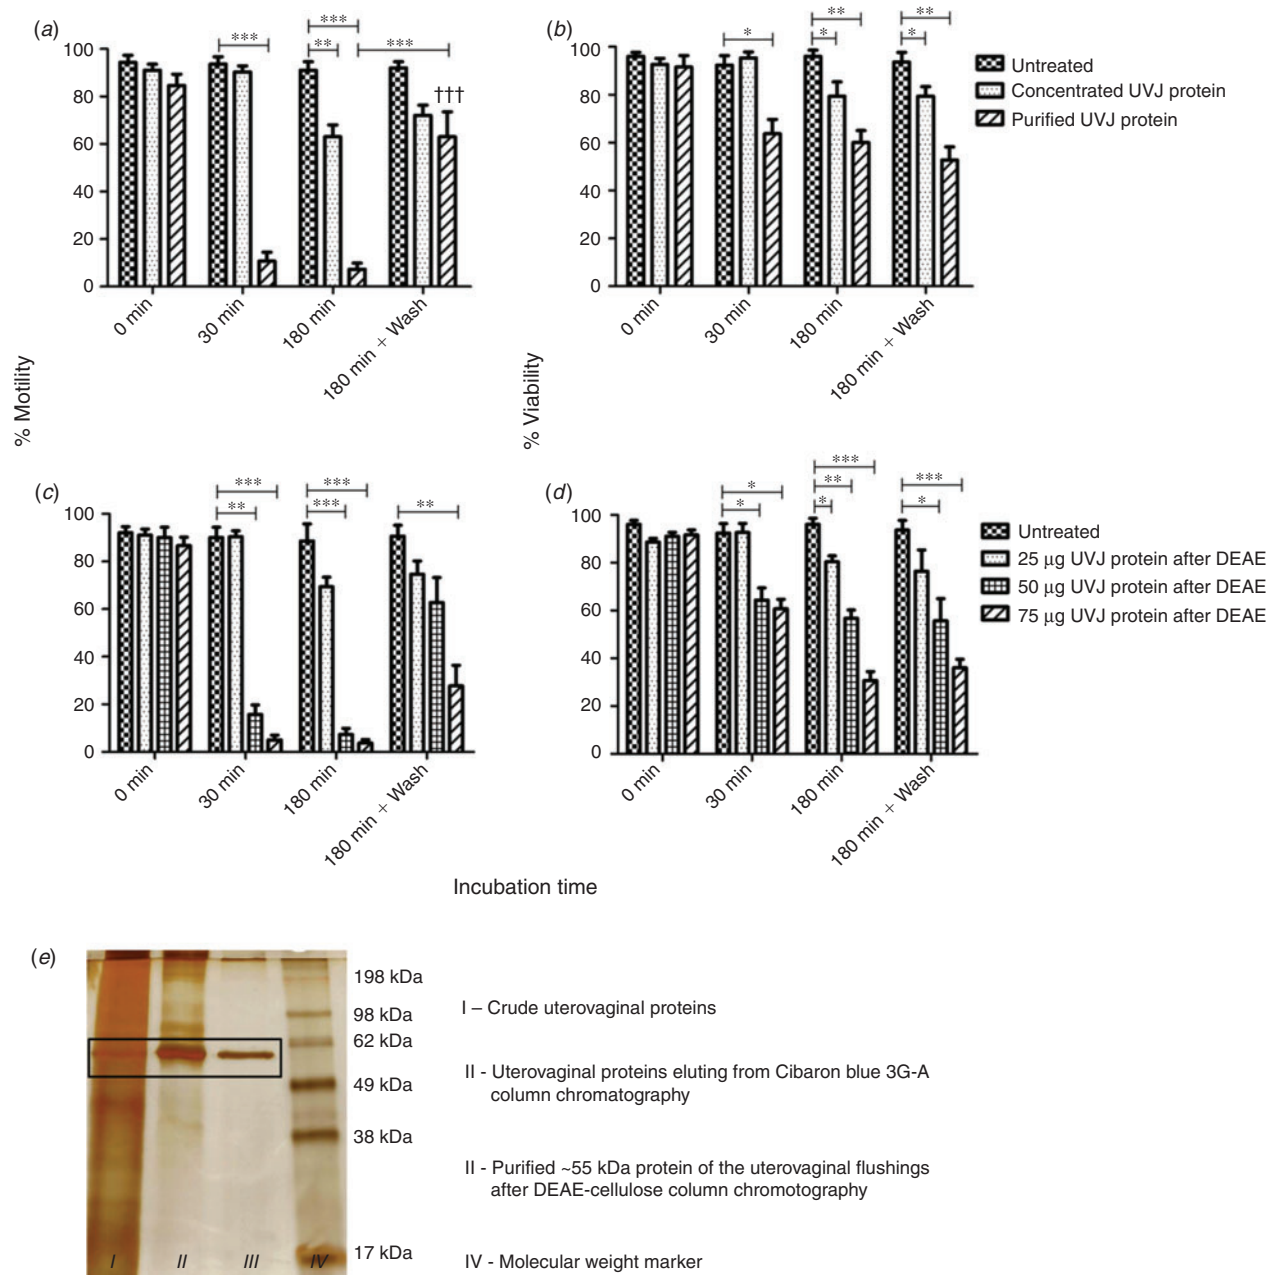 (a)
***
***
**
***
†††
100
80
60
40
20
0
0 min
30 min
180 min
180 min + Wash
% Motility
(b)
*
**
*
**
*
100
80
60
40
20
0
0 min
30 min
180 min
180 min + Wash
% Viability
Untreated
Concentrated UVJ protein
Purified UVJ protein
(c)
***
**
***
***
**
100
80
60
40
20
0
0 min
30 min
180 min
180 min + Wash
(d)
*
*
***
**
*
***
*
100
80
60
40
20
0
0 min
30 min
180 min
180 min + Wash
Untreated
25 µg UVJ protein after DEAE
50 µg UVJ protein after DEAE
75 µg UVJ protein after DEAE
Incubation time
(e)
198 kDa
98 kDa
62 kDa
49 kDa
38 kDa
17 kDa
I II III IV
I – Crude uterovaginal proteins
II - Uterovaginal proteins eluting from Cibaron blue 3G-A
column chromatography
II - Purified ~55 kDa protein of the uterovaginal flushings
after DEAE-cellulose column chromotography
IV - Molecular weight marker